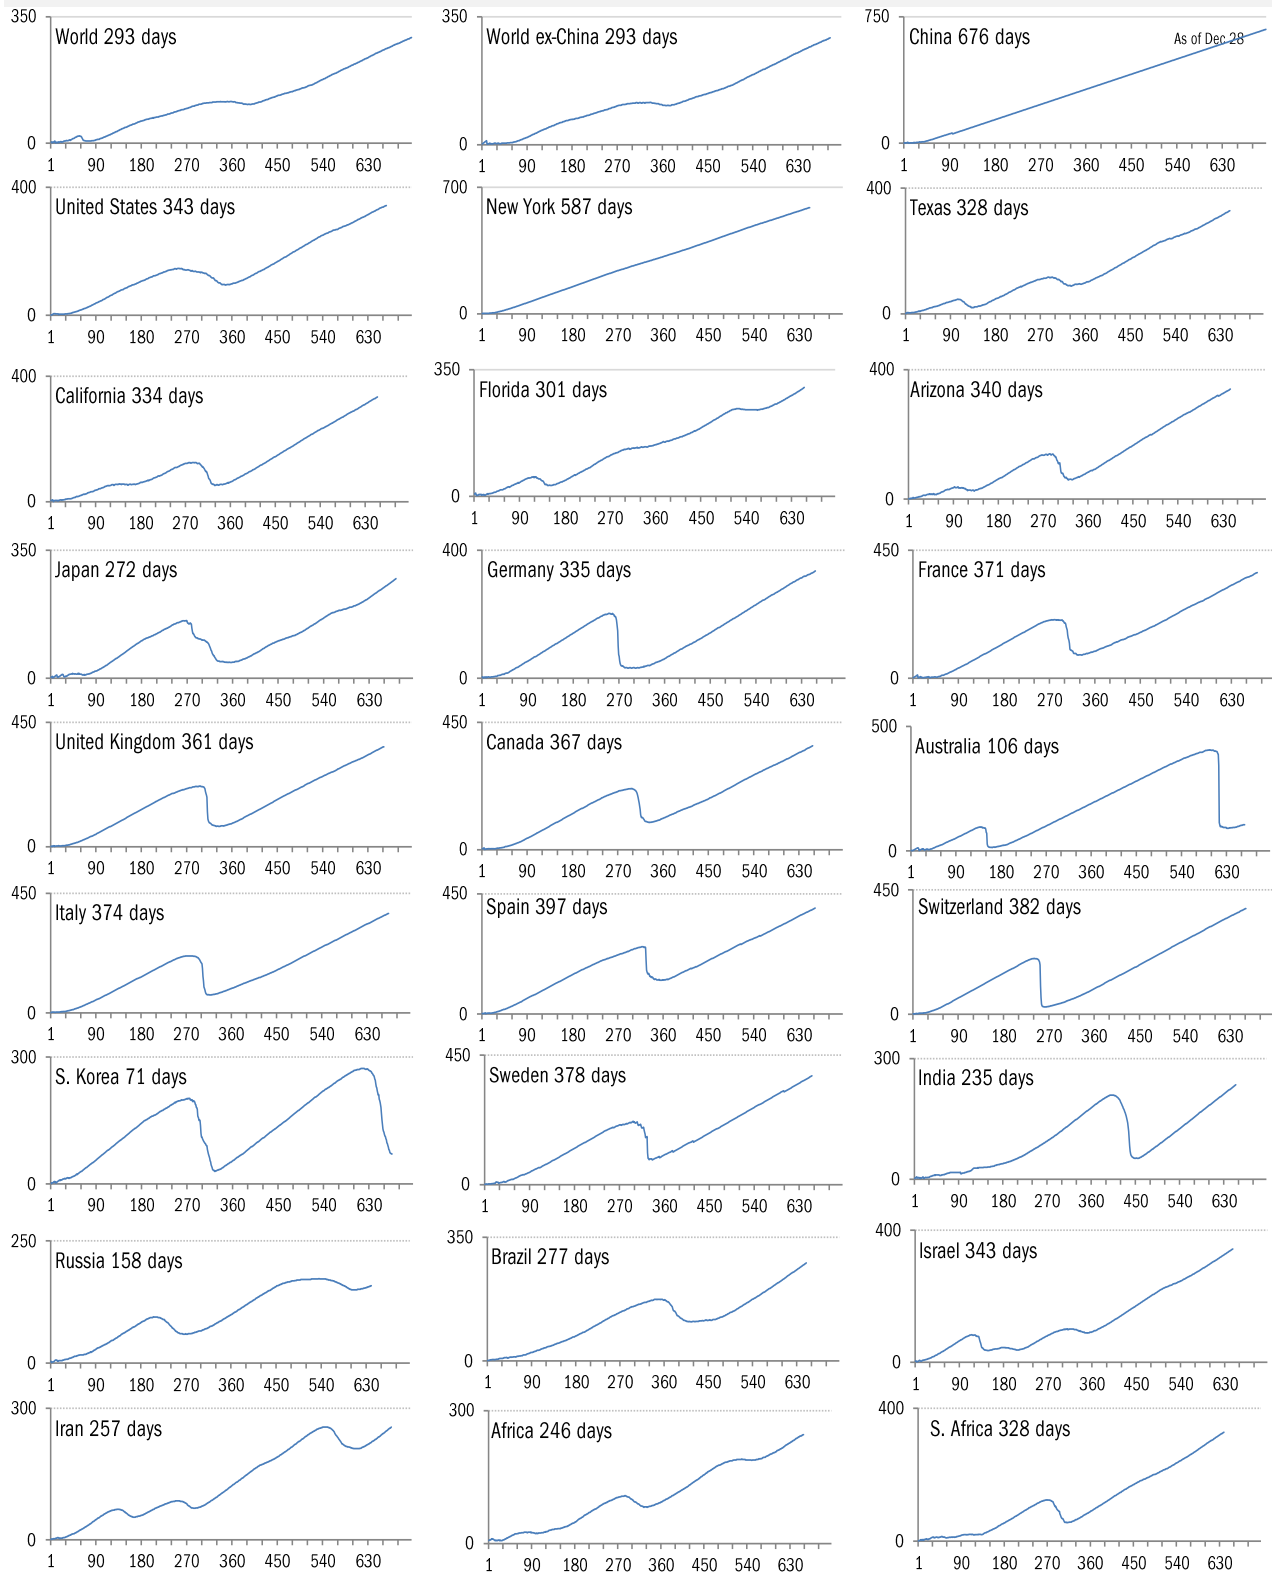 350
World 293 days
0
1 90 180 270 360 450 540 630
350
World ex-China 293 days
0
1 90 180 270 360 450 540 630
750
China 676 days
As of Dec 28
0
1 90 180 270 360 450 540 630
400
United States 343 days
0
1 90 180 270 360 450 540 630
700
New York 587 days
0
1 90 180 270 360 450 540 630
400
Texas 328 days
0
1 90 180 270 360 450 540 630
400
California 334 days
0
1 90 180 270 360 450 540 630
350
Florida 301 days
0
1 90 180 270 360 450 540 630
400
Arizona 340 days
0
1 90 180 270 360 450 540 630
350
Japan 272 days
0
1 90 180 270 360 450 540 630
400
Germany 335 days
0
1 90 180 270 360 450 540 630
450
France 371 days
0
1 90 180 270 360 450 540 630
450
United Kingdom 361 days
0
1 90 180 270 360 450 540 630
450
Canada 367 days
0
1 90 180 270 360 450 540 630
500
Australia 106 days
0
1 90 180 270 360 450 540 630
450
Italy 374 days
0
1 90 180 270 360 450 540 630
450
Spain 397 days
0
1 90 180 270 360 450 540 630
450
Switzerland 382 days
0
1 90 180 270 360 450 540 630
300
S. Korea 71 days
0
1 90 180 270 360 450 540 630
450
Sweden 378 days
0
1 90 180 270 360 450 540 630
300
India 235 days
0
1 90 180 270 360 450 540 630
250
Russia 158 days
0
1 90 180 270 360 450 540 630
350
Brazil 277 days
0
1 90 180 270 360 450 540 630
400
Israel 343 days
0
1 90 180 270 360 450 540 630
300
Iran 257 days
0
1 90 180 270 360 450 540 630
300
Africa 246 days
0
1 90 180 270 360 450 540 630
400
S. Africa 328 days
0
1 90 180 270 360 450 540 630